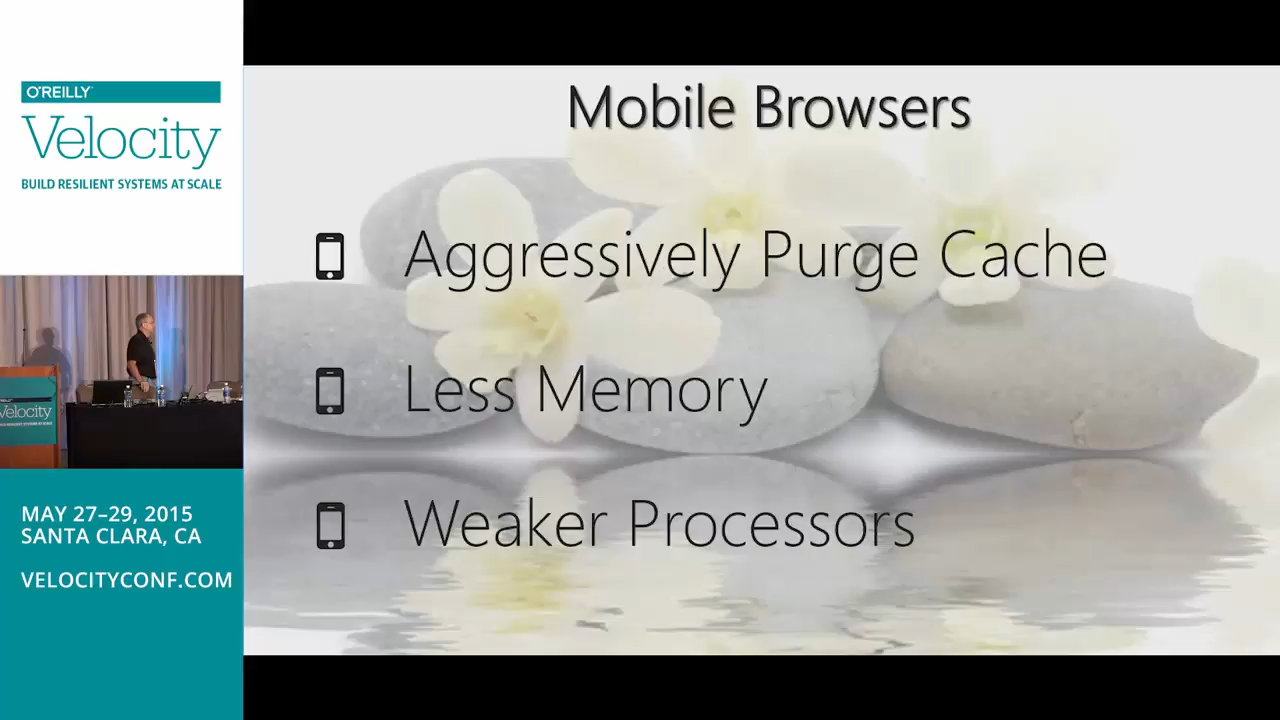 O'REILLY
Velocity
BUILD RESILIENT SYSTEMS AT SCALE
Velocity
MAY 27–29, 2015
SANTA CLARA, CA
VELOCITYCONF.COM
Mobile Browsers
Aggressively Purge Cache
Less Memory
Weaker Processors